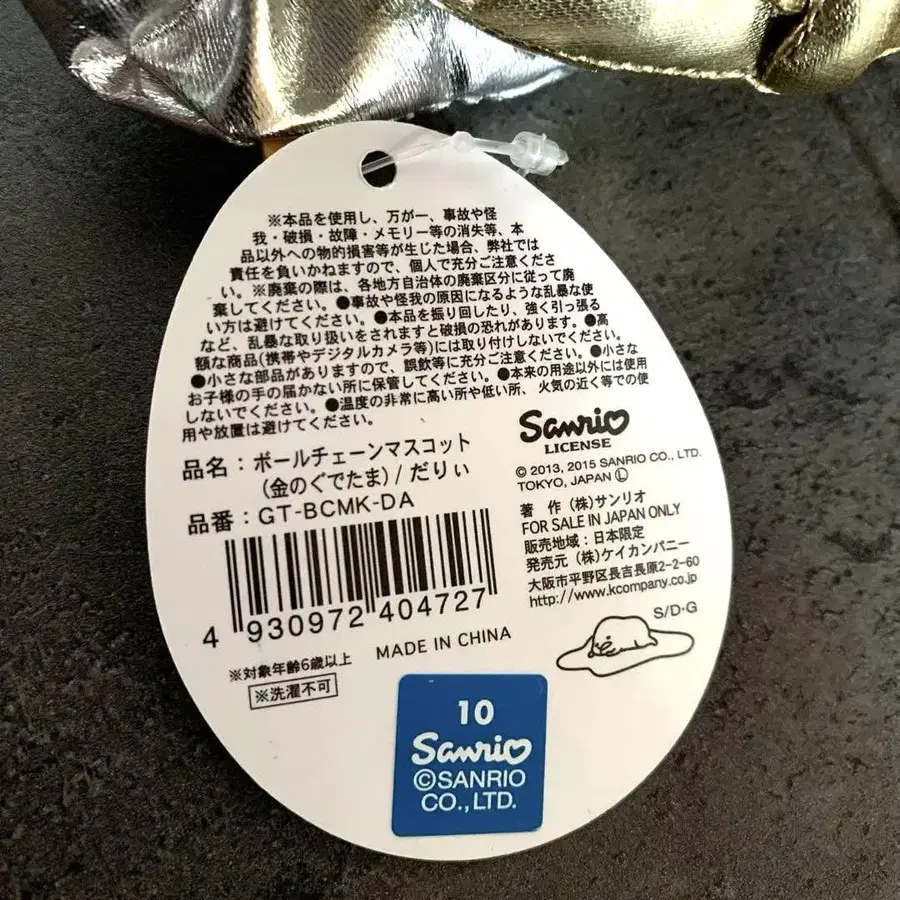 ※本品を使用し、万が一、事故や怪
我・破損・故障・メモリー等の消失等、本
品以外への物的損害等が生じた場合、弊社では
責任を負いかねますので、個人で充分ご注意くださ
い。※廃棄の際は、各地方自治体の廃棄区分に従って廃
棄してください。●事故や怪我の原因になるような乱暴な使
い方は避けてください。●本品を振り回したり、強く引っ張る
など、乱暴な取り扱いをされますと破損の恐れがあります。●高
額な商品(携帯やデジタルカメラ等)には取り付けしないでください。
●小さな部品がありますので、誤飲等に充分ご注意ください。●小さな
お子様の手の届かない所に保管してください。●本来の用途以外には使用
しないでください。●温度の非常に高い所や低い所、火気の近く等での使
用や放置は避けてください。
品名：ボールチェーンマスコット
(金のぐでたま)/だりぃ
品番：GT-BCMK-DA
4 930972 404727
※対象年齢6歳以上
MADE IN CHINA
※洗濯不可
Sanrio
LICENSE
© 2013, 2015 SANRIO CO., LTD.
TOKYO, JAPAN Ⓛ
著 作 (株)サンリオ
FOR SALE IN JAPAN ONLY
販売地域：日本限定
発売元 (株)ケイカンパニー
大阪市平野区長吉長原2-2-60
http://www.kcompany.co.jp
S/D・G
10
Sanrio
©SANRIO
CO.,LTD.